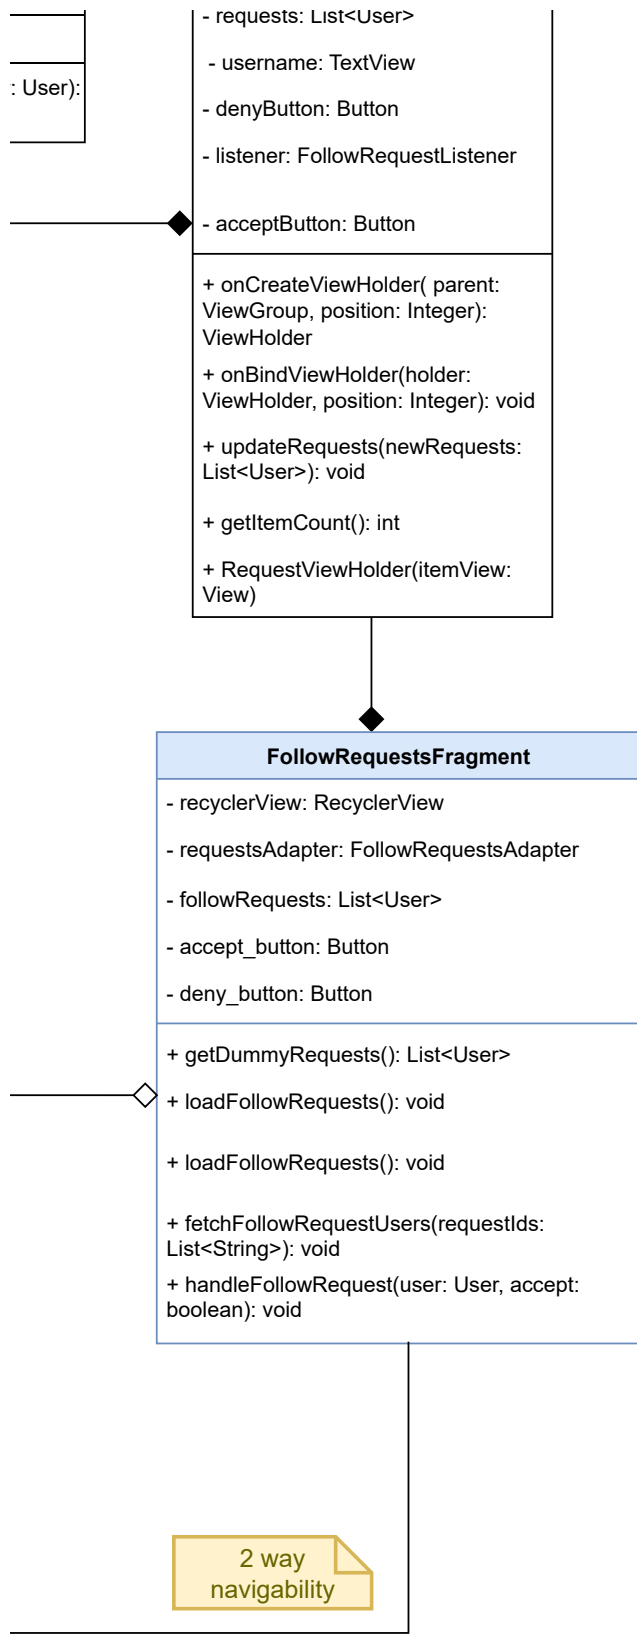 - requests: List<User>
: User):
- username: TextView
- denyButton: Button
- listener: FollowRequestListener
- acceptButton: Button
+ onCreateViewHolder( parent:
ViewGroup, position: Integer):
ViewHolder
+ onBindViewHolder(holder:
ViewHolder, position: Integer): void
+ updateRequests(newRequests:
List<User>): void
+ getItemCount(): int
+ RequestViewHolder(itemView:
View)
FollowRequestsFragment
- recyclerView: RecyclerView
- requestsAdapter: FollowRequestsAdapter
- followRequests: List<User>
- accept_button: Button
- deny_button: Button
+ getDummyRequests(): List<User>
+ loadFollowRequests(): void
+ loadFollowRequests(): void
+ fetchFollowRequestUsers(requestIds:
List<String>): void
+ handleFollowRequest(user: User, accept:
boolean): void
2 way
navigability